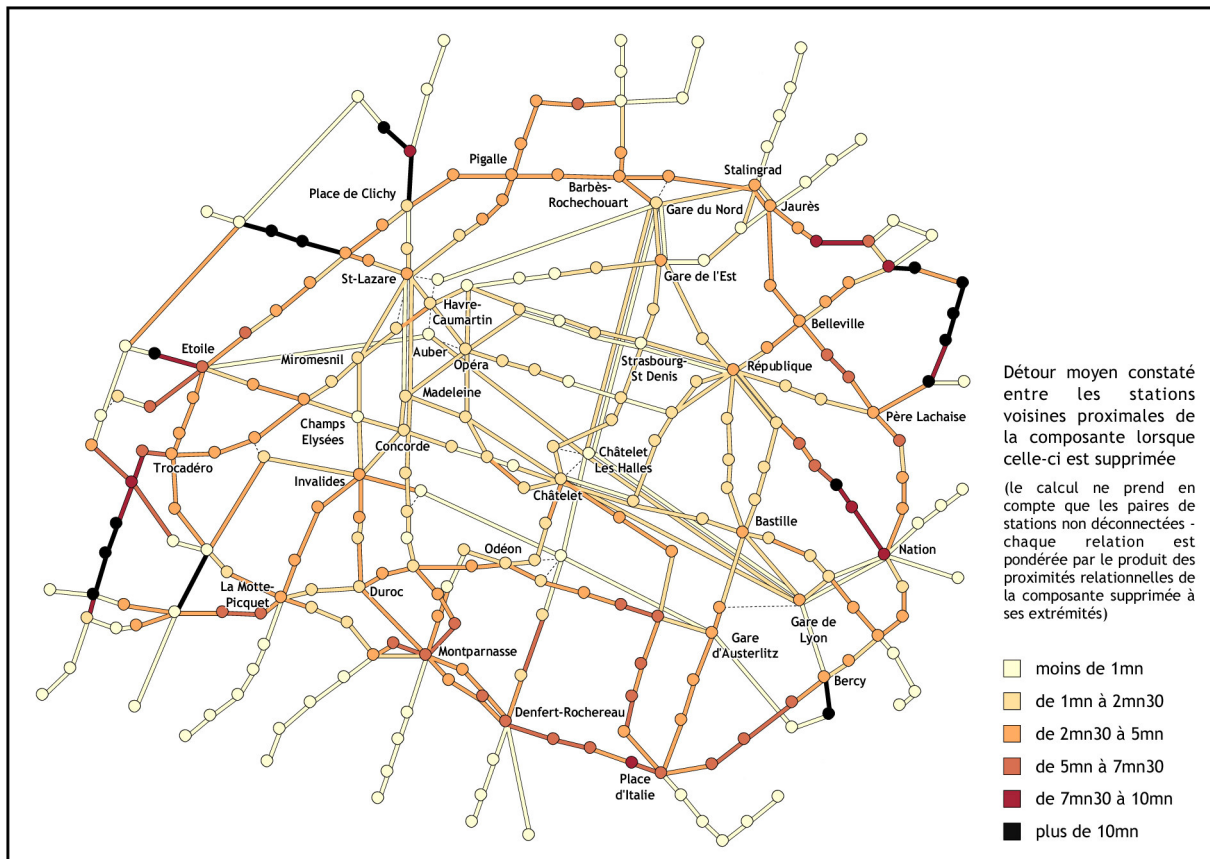 Pigalle
Place de Clichy
Barbès-
Rochechouart
Stalingrad
Gare du Nord
Jaurès
St-Lazare
Gare de l'Est
Havre-
Caumartin
Belleville
Etoile
Miromesnil
Auber
Opéra
Strasbourg-
St Denis
République
Madeleine
Père Lachaise
Champs
Elysées
Concorde
Trocadéro
Invalides
Châtelet
Les Halles
Châtelet
Bastille
Odéon
Nation
La Motte-
Picquet
Duroc
Gare de
Lyon
Gare
d'Austerlitz
Montparnasse
Bercy
Denfert-Rochereau
Place
d'Italie
Détour moyen constaté
entre les stations
voisines proximales de
la composante lorsque
celle-ci est supprimée
(le calcul ne prend en
compte que les paires de
stations non déconnectées -
chaque relation est
pondérée par le produit des
proximités relationnelles de
la composante supprimée à
ses extrémités)
moins de 1mn
de 1mn à 2mn30
de 2mn30 à 5mn
de 5mn à 7mn30
de 7mn30 à 10mn
plus de 10mn